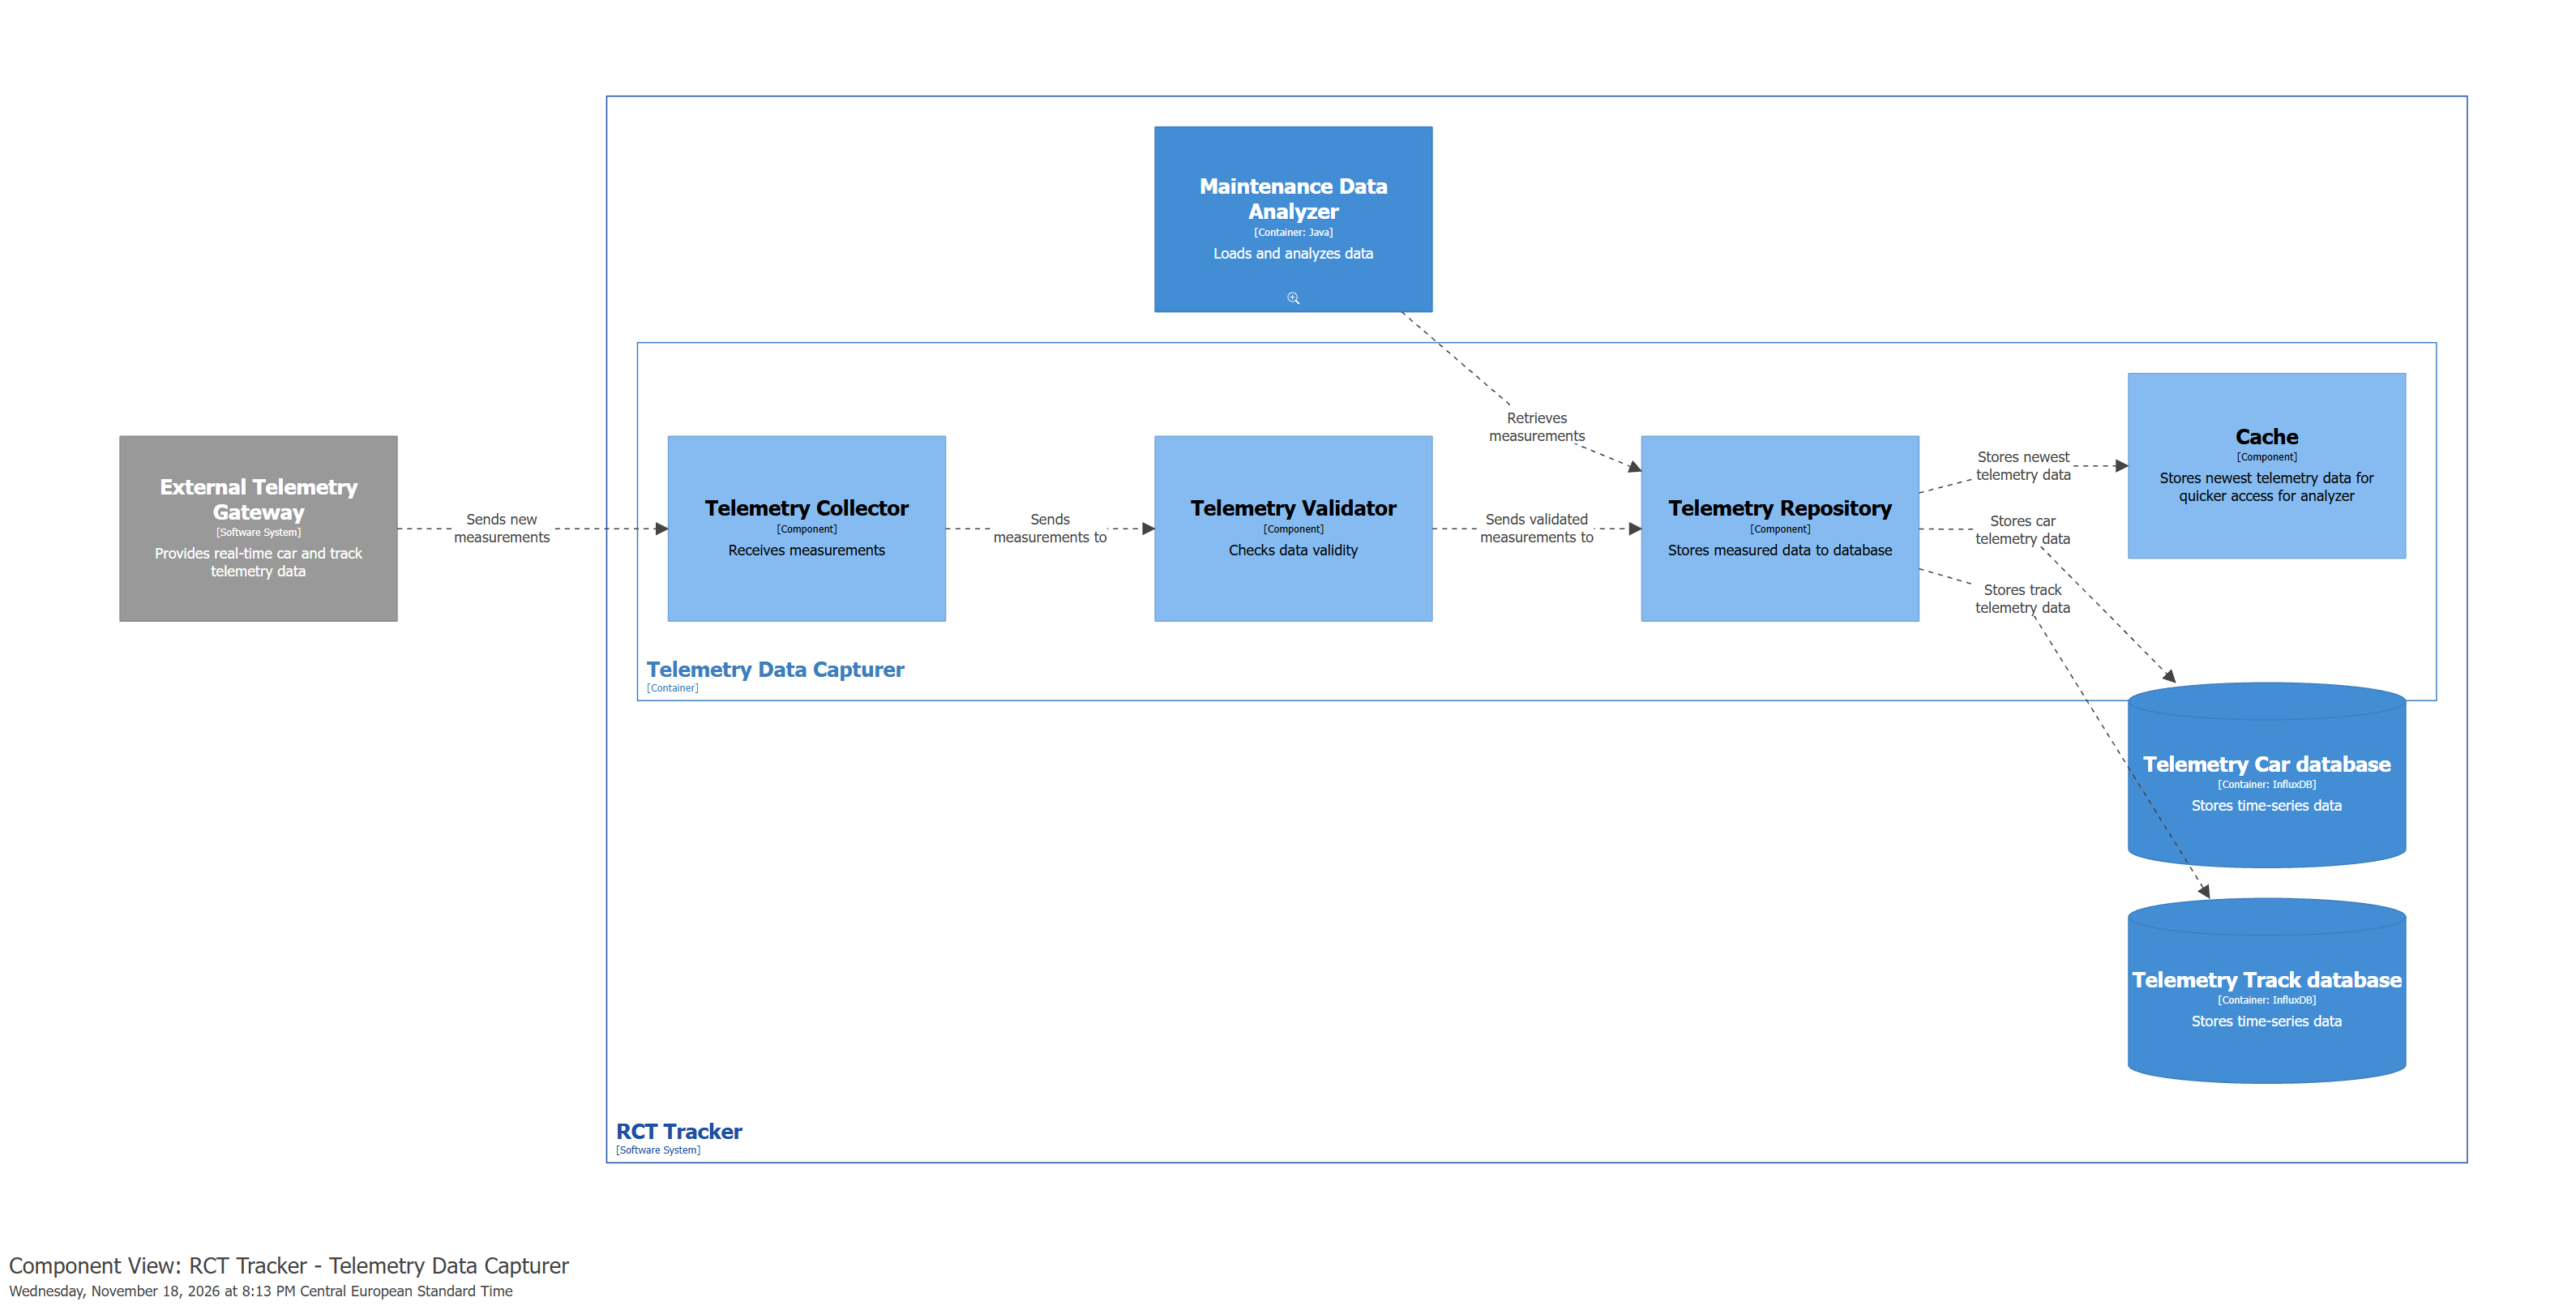 Maintenance Data
Analyzer
[Container: Java]
Loads and analyzes data
Retrieves
measurements
External Telemetry
Gateway
[Software System]
Provides real-time car and track
telemetry data
Sends new
measurements
Telemetry Collector
[Component]
Receives measurements
Sends
measurements to
Telemetry Validator
[Component]
Checks data validity
Sends validated
measurements to
Telemetry Repository
[Component]
Stores measured data to database
Stores newest
telemetry data
Stores car
telemetry data
Stores track
telemetry data
Cache
[Component]
Stores newest telemetry data for
quicker access for analyzer
Telemetry Data Capturer
[Container]
Telemetry Car database
[Container: InfluxDB]
Stores time-series data
Telemetry Track database
[Container: InfluxDB]
Stores time-series data
RCT Tracker
[Software System]
Component View: RCT Tracker - Telemetry Data Capturer
Wednesday, November 18, 2026 at 8:13 PM Central European Standard Time